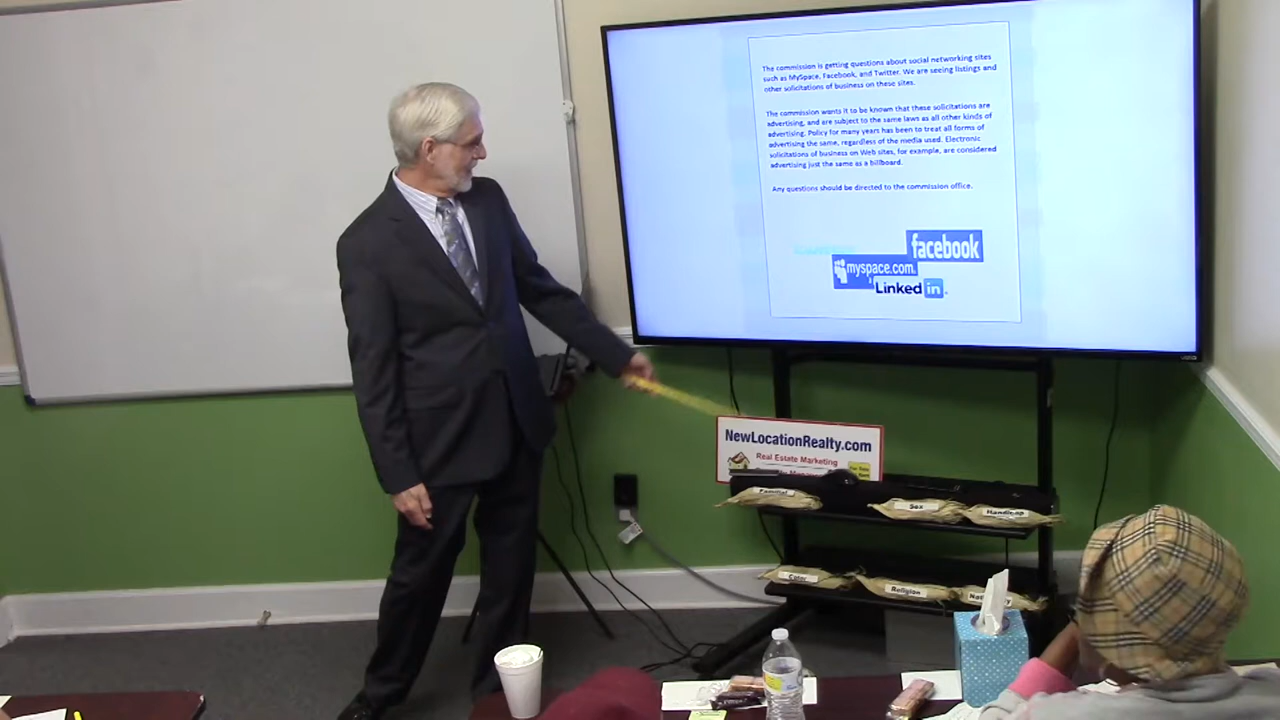 The commission is getting questions about social networking sites
such as MySpace, Facebook, and Twitter. We are seeing listings and
other solicitations of business on these sites.
The commission wants it to be known that these solicitations are
advertising, and are subject to the same laws as all other kinds of
advertising. Policy for many years has been to treat all forms of
advertising the same, regardless of the media used. Electronic
solicitations of business on Web sites, for example, are considered
advertising just the same as a billboard.
Any questions should be directed to the commission office.
facebook
myspace.com
Linked in
NewLocationRealty.com
Real Estate Marketing
Familial
Sex
Handicap
Color
Religion